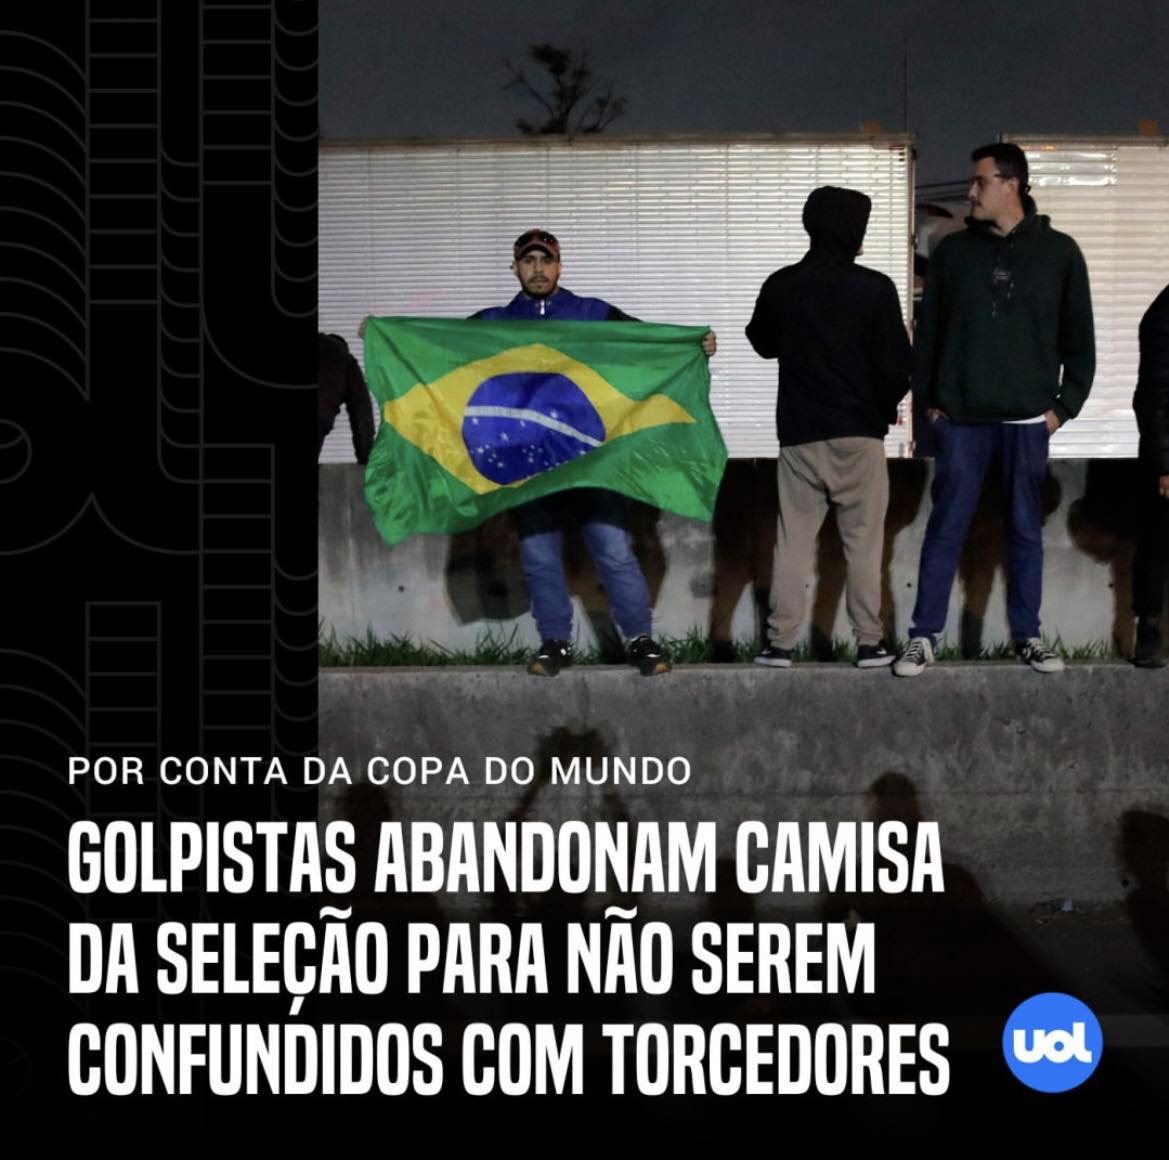 POR CONTA DA COPA DO MUNDO
GOLPISTAS ABANDONAM CAMISA
DA SELEÇÃO PARA NÃO SEREM
CONFUNDIDOS COM TORCEDORES
uol